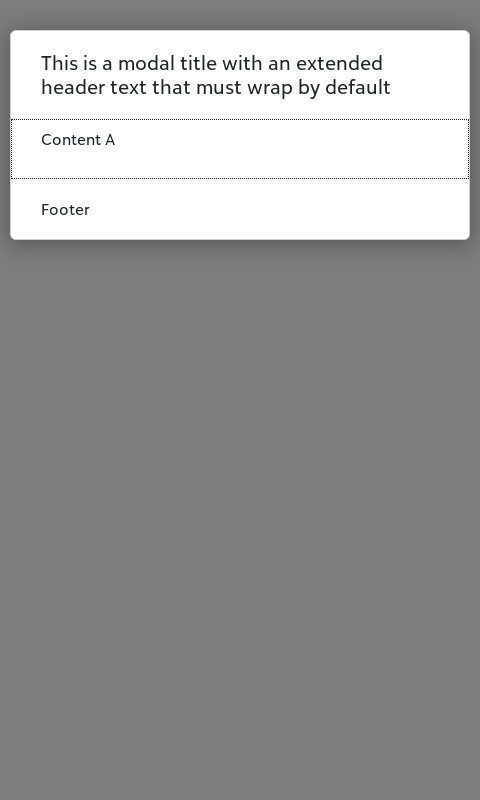 This is a modal title with an extended
header text that must wrap by default
Content A
Footer